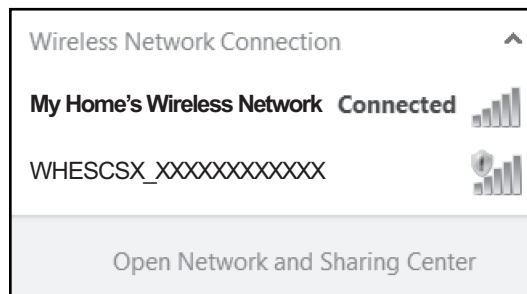 Wireless Network Connection
My Home's Wireless Network Connected
WHESCSX_XXXXXXXXXXXX
Open Network and Sharing Center